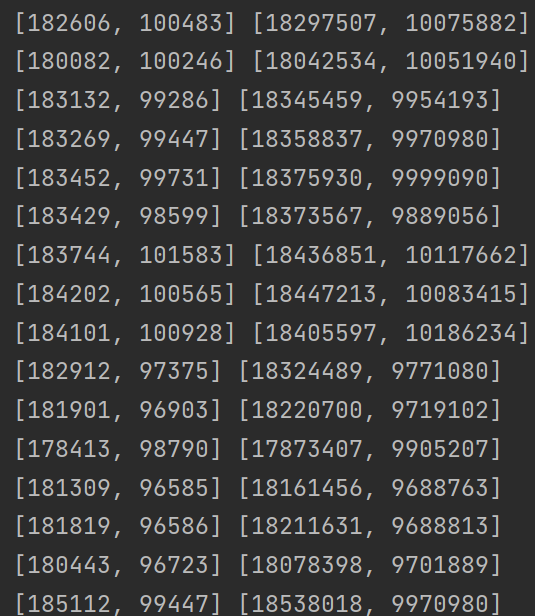 [182606, 100483] [18297507, 10075882]
[180082, 100246] [18042534, 10051940]
[183132, 99286] [18345459, 9954193]
[183269, 99447] [18358837, 9970980]
[183452, 99731] [18375930, 9999090]
[183429, 98599] [18373567, 9889056]
[183744, 101583] [18436851, 10117662]
[184202, 100565] [18447213, 10083415]
[184101, 100928] [18405597, 10186234]
[182912, 97375] [18324489, 9771080]
[181901, 96903] [18220700, 9719102]
[178413, 98790] [17873407, 9905207]
[181309, 96585] [18161456, 9688763]
[181819, 96586] [18211631, 9688813]
[180443, 96723] [18078398, 9701889]
[185112, 99447] [18538018, 9970980]